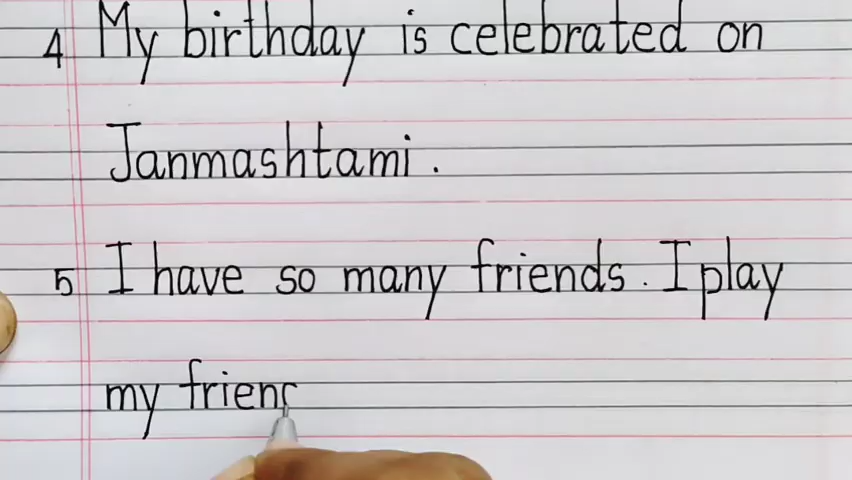 4 My birthday is celebrated on
Janmashtami.
5 I have so many friends. I play
my frien